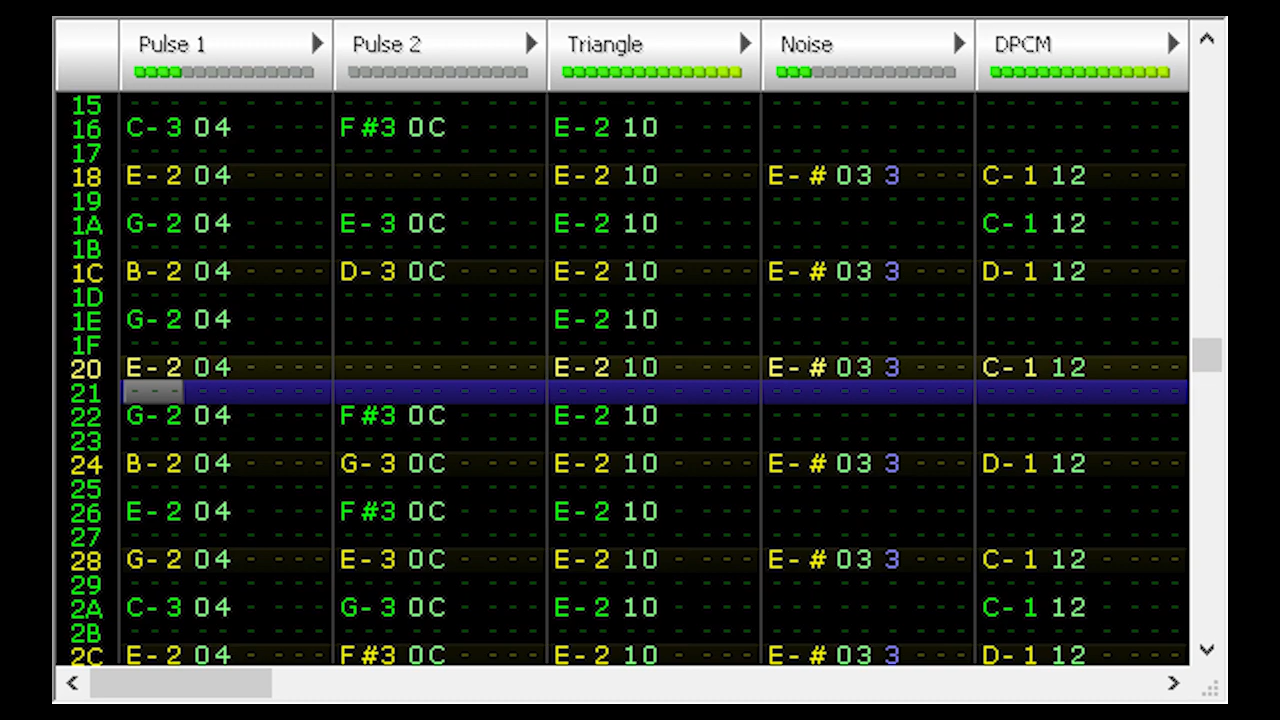 Pulse 1 Pulse 2 Triangle Noise DPCM
15 --- -- - --- --- -- - --- --- -- - --- --- -- - --- --- -- - ---
16 C-3 04 - --- F#3 0C - --- E-2 10 - --- --- -- - --- --- -- - ---
17 --- -- - --- --- -- - --- --- -- - --- --- -- - --- --- -- - ---
18 E-2 04 - --- --- -- - --- E-2 10 - --- E-# 03 3 --- C-1 12 - ---
19 --- -- - --- --- -- - --- --- -- - --- --- -- - --- --- -- - ---
1A G-2 04 - --- E-3 0C - --- E-2 10 - --- --- -- - --- C-1 12 - ---
1B --- -- - --- --- -- - --- --- -- - --- --- -- - --- --- -- - ---
1C B-2 04 - --- D-3 0C - --- E-2 10 - --- E-# 03 3 --- D-1 12 - ---
1D --- -- - --- --- -- - --- --- -- - --- --- -- - --- --- -- - ---
1E G-2 04 - --- --- -- - --- E-2 10 - --- --- -- - --- --- -- - ---
1F --- -- - --- --- -- - --- --- -- - --- --- -- - --- --- -- - ---
20 E-2 04 - --- --- -- - --- E-2 10 - --- E-# 03 3 --- C-1 12 - ---
21 --- -- - --- --- -- - --- --- -- - --- --- -- - --- --- -- - ---
22 G-2 04 - --- F#3 0C - --- E-2 10 - --- --- -- - --- --- -- - ---
23 --- -- - --- --- -- - --- --- -- - --- --- -- - --- --- -- - ---
24 B-2 04 - --- G-3 0C - --- E-2 10 - --- E-# 03 3 --- D-1 12 - ---
25 --- -- - --- --- -- - --- --- -- - --- --- -- - --- --- -- - ---
26 E-2 04 - --- F#3 0C - --- E-2 10 - --- --- -- - --- --- -- - ---
27 --- -- - --- --- -- - --- --- -- - --- --- -- - --- --- -- - ---
28 G-2 04 - --- E-3 0C - --- E-2 10 - --- E-# 03 3 --- C-1 12 - ---
29 --- -- - --- --- -- - --- --- -- - --- --- -- - --- --- -- - ---
2A C-3 04 - --- G-3 0C - --- E-2 10 - --- --- -- - --- C-1 12 - ---
2B --- -- - --- --- -- - --- --- -- - --- --- -- - --- --- -- - ---
2C E-2 04 - --- F#3 0C - --- E-2 10 - --- E-# 03 3 --- D-1 12 - ---